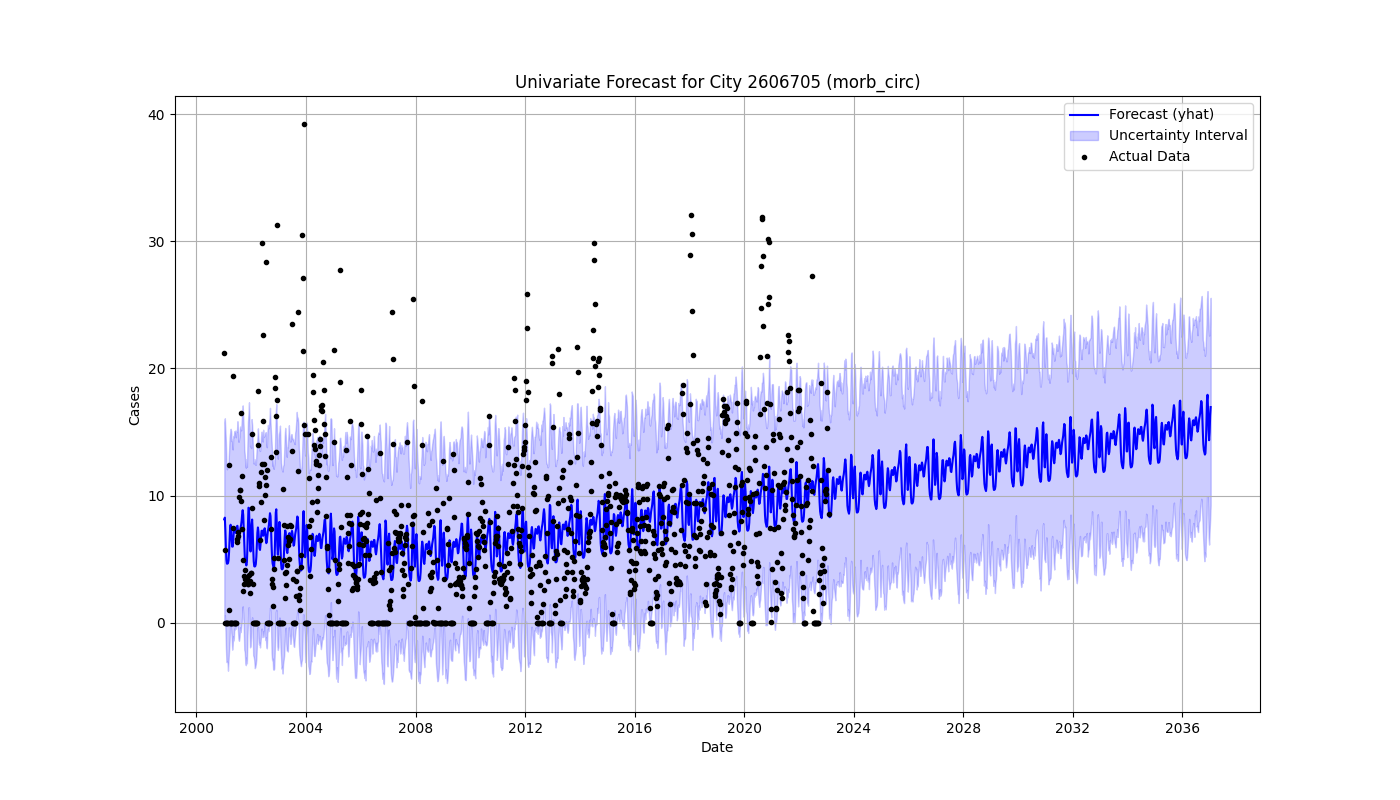 Univariate Forecast for City 2606705 (morb_circ)
Forecast (yhat)
Uncertainty Interval
Actual Data
Cases
40
30
20
10
0
2000 2004 2008 2012 2016 2020 2024 2028 2032 2036
Date